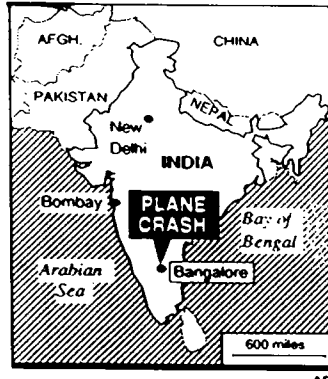 AFGH.
CHINA
PAKISTAN
NEPAL
New
Delhi
INDIA
Bombay
PLANE
CRASH
Bay of
Bengal
Arabian
Sea
Bangalore
600 miles